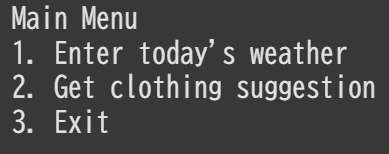 Main Menu
1. Enter today's weather
2. Get clothing suggestion
3. Exit